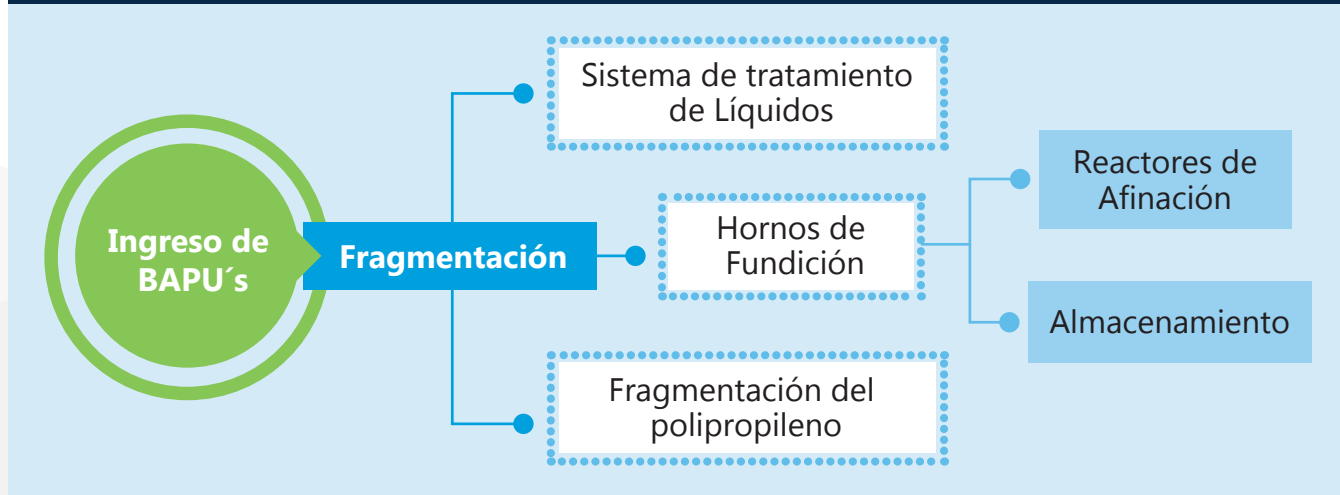 Ingreso de
BAPU´s
Fragmentación
Sistema de tratamiento
de Líquidos
Hornos de
Fundición
Fragmentación del
polipropileno
Reactores de
Afinación
Almacenamiento